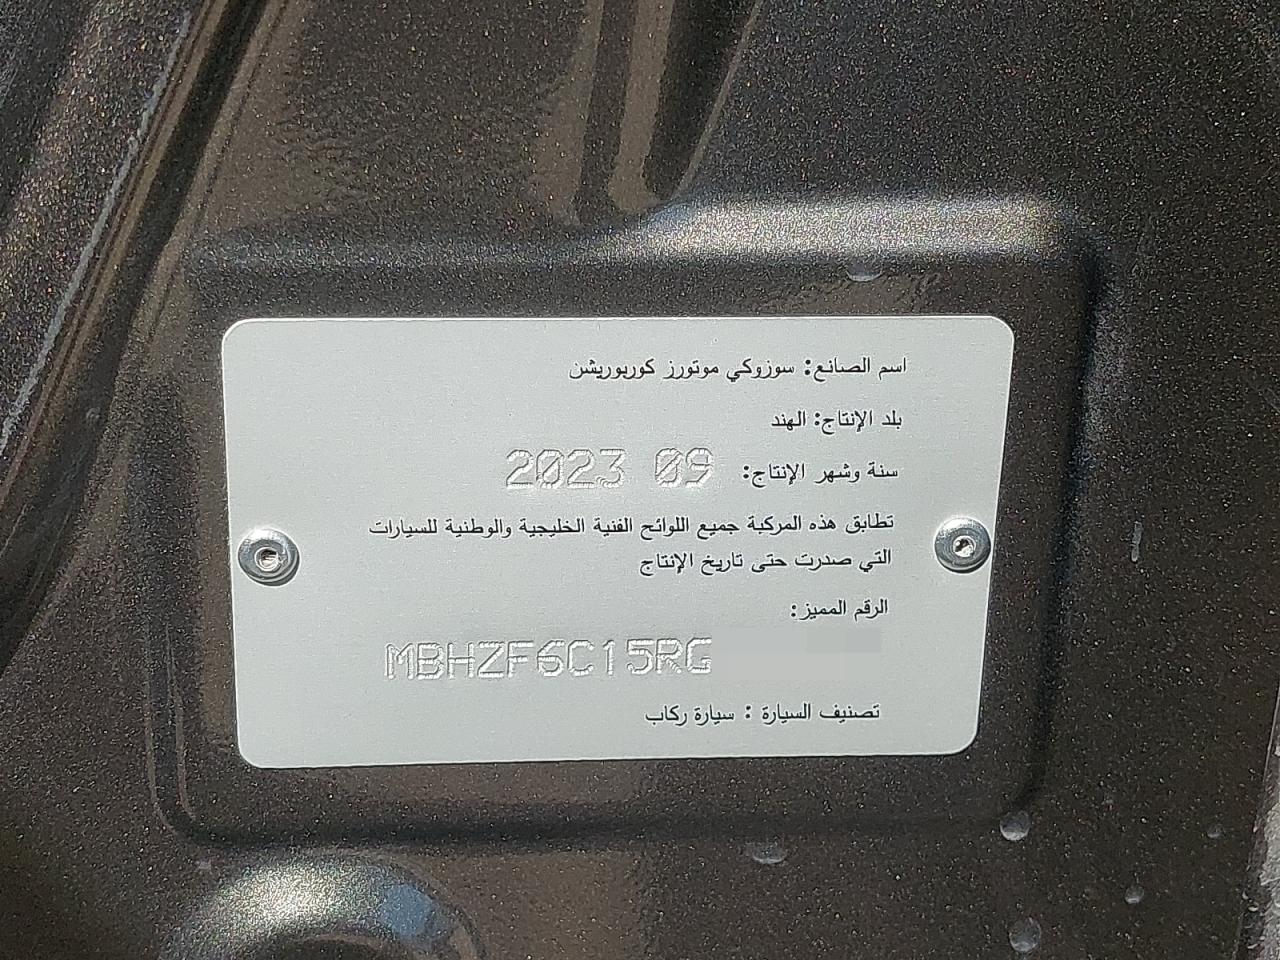 اسم الصانع: سوزوكي موتورز كوربوريشن
بلد الإنتاج: الهند
سنة وشهر الإنتاج: 2023 09
تطابق هذه المركبة جميع اللوائح الفنية الخليجية والوطنية للسيارات
التي صدرت حتى تاريخ الإنتاج
الرقم المميز:
MBHZF6C15RG
تصنيف السيارة : سيارة ركاب